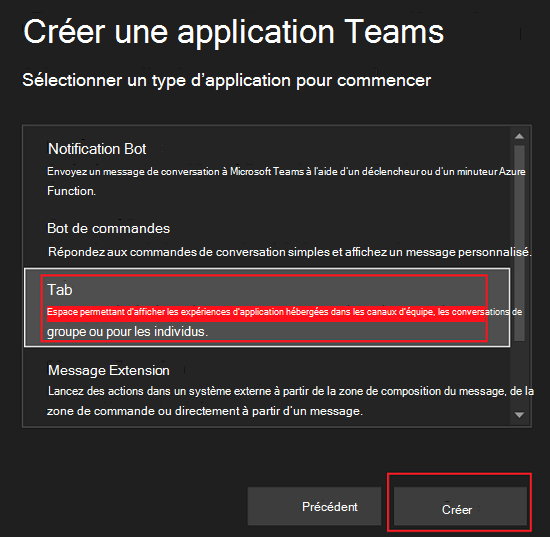 Créer une application Teams
Sélectionner un type d'application pour commencer
Notification Bot
Envoyez un message de conversation à Microsoft Teams à l'aide d'un déclencheur ou d'un minuteur Azure
Function.
Bot de commandes
Répondez aux commandes de conversation simples et affichez un message personnalisé.
Tab
Espace permettant d'afficher les expériences d'application hébergées dans les canaux d'équipe, les conversations de
groupe ou pour les individus.
Message Extension
Lancez des actions dans un système externe à partir de la zone de composition du message, de la
zone de commande ou directement à partir d'un message.
Précédent
Créer